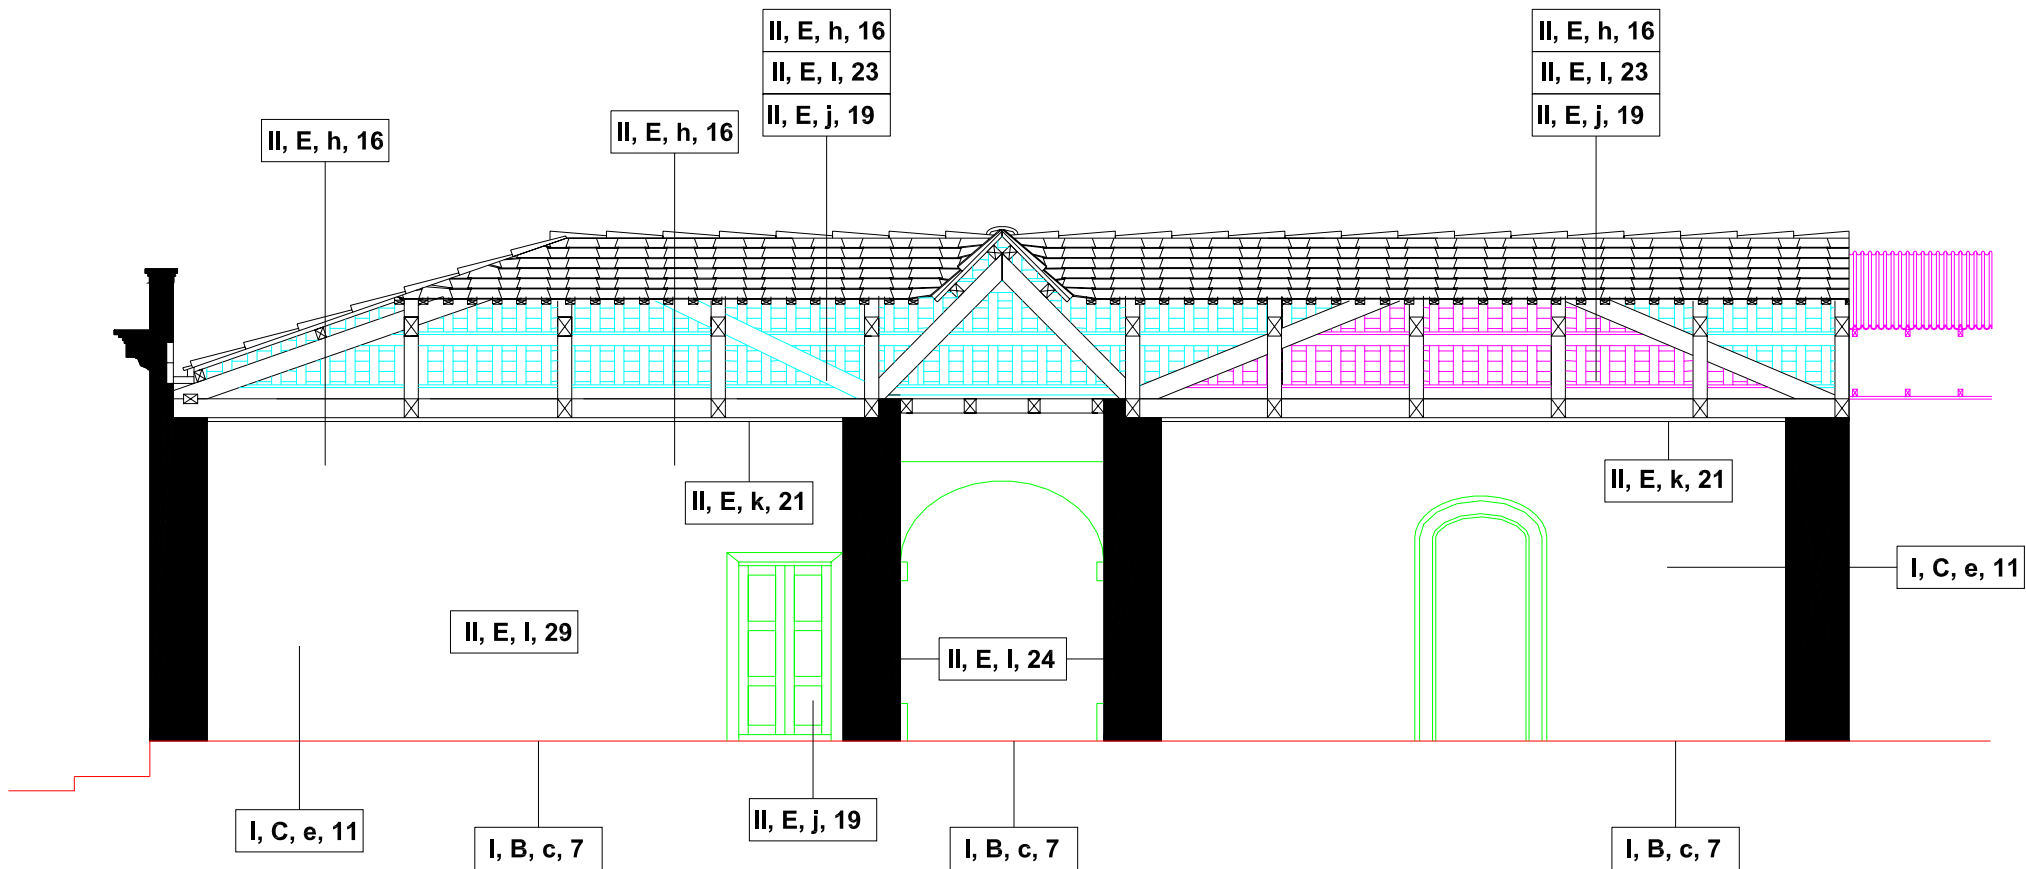 II, E, h, 16
II, E, l, 23
II, E, j, 19
II, E, h, 16
II, E, l, 23
II, E, j, 19
II, E, h, 16
II, E, h, 16
II, E, k, 21
II, E, k, 21
I, C, e, 11
II, E, l, 29
II, E, l, 24
I, C, e, 11
II, E, j, 19
I, B, c, 7
I, B, c, 7
I, B, c, 7